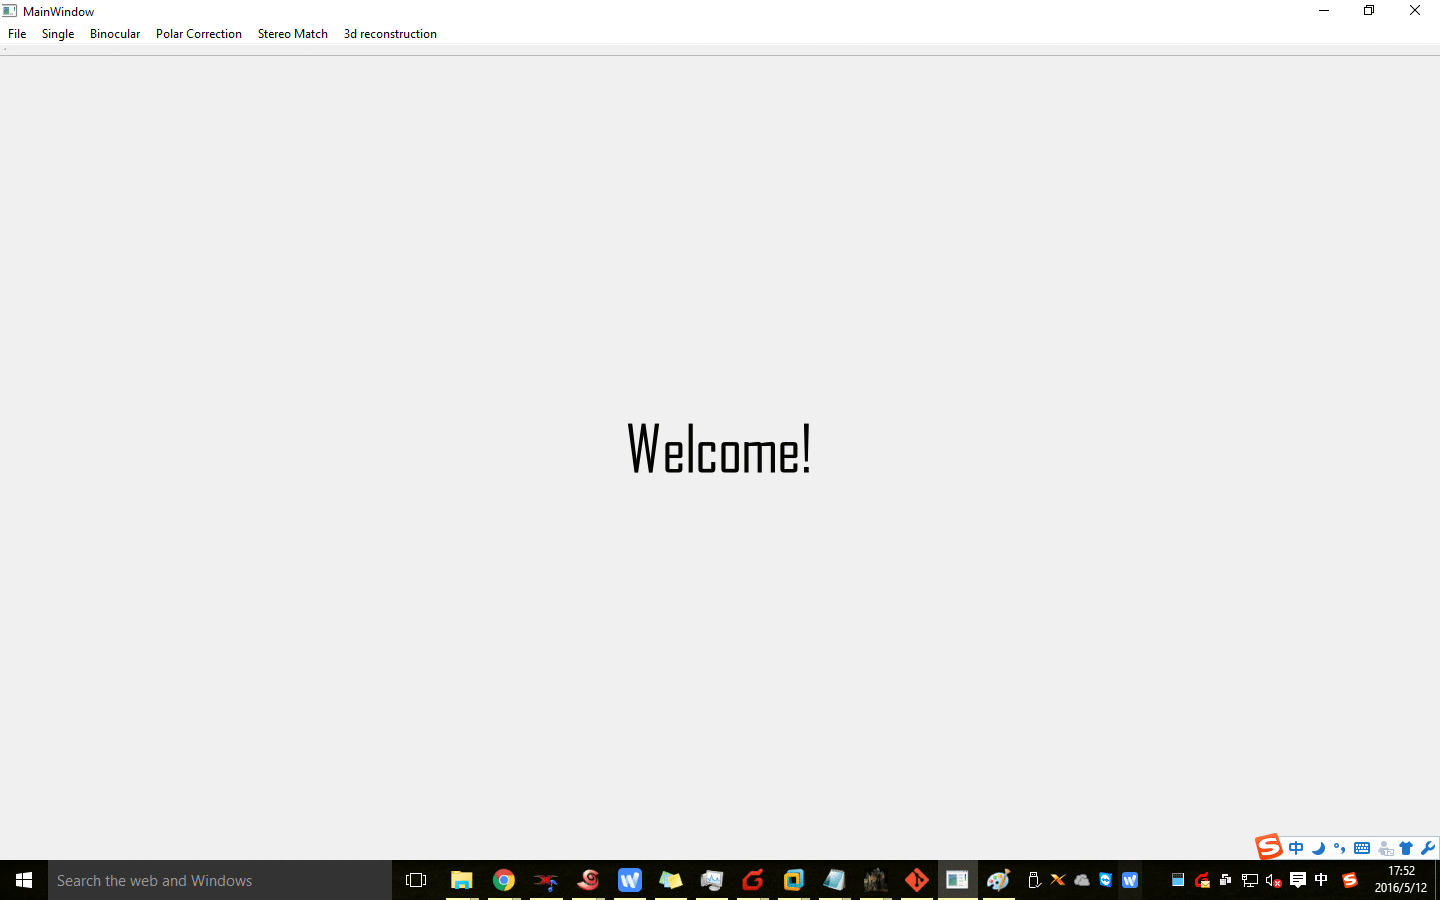 MainWindow
File Single Binocular Polar Correction Stereo Match 3d reconstruction
Welcome!
中
Search the web and Windows
中
17:52
2016/5/12